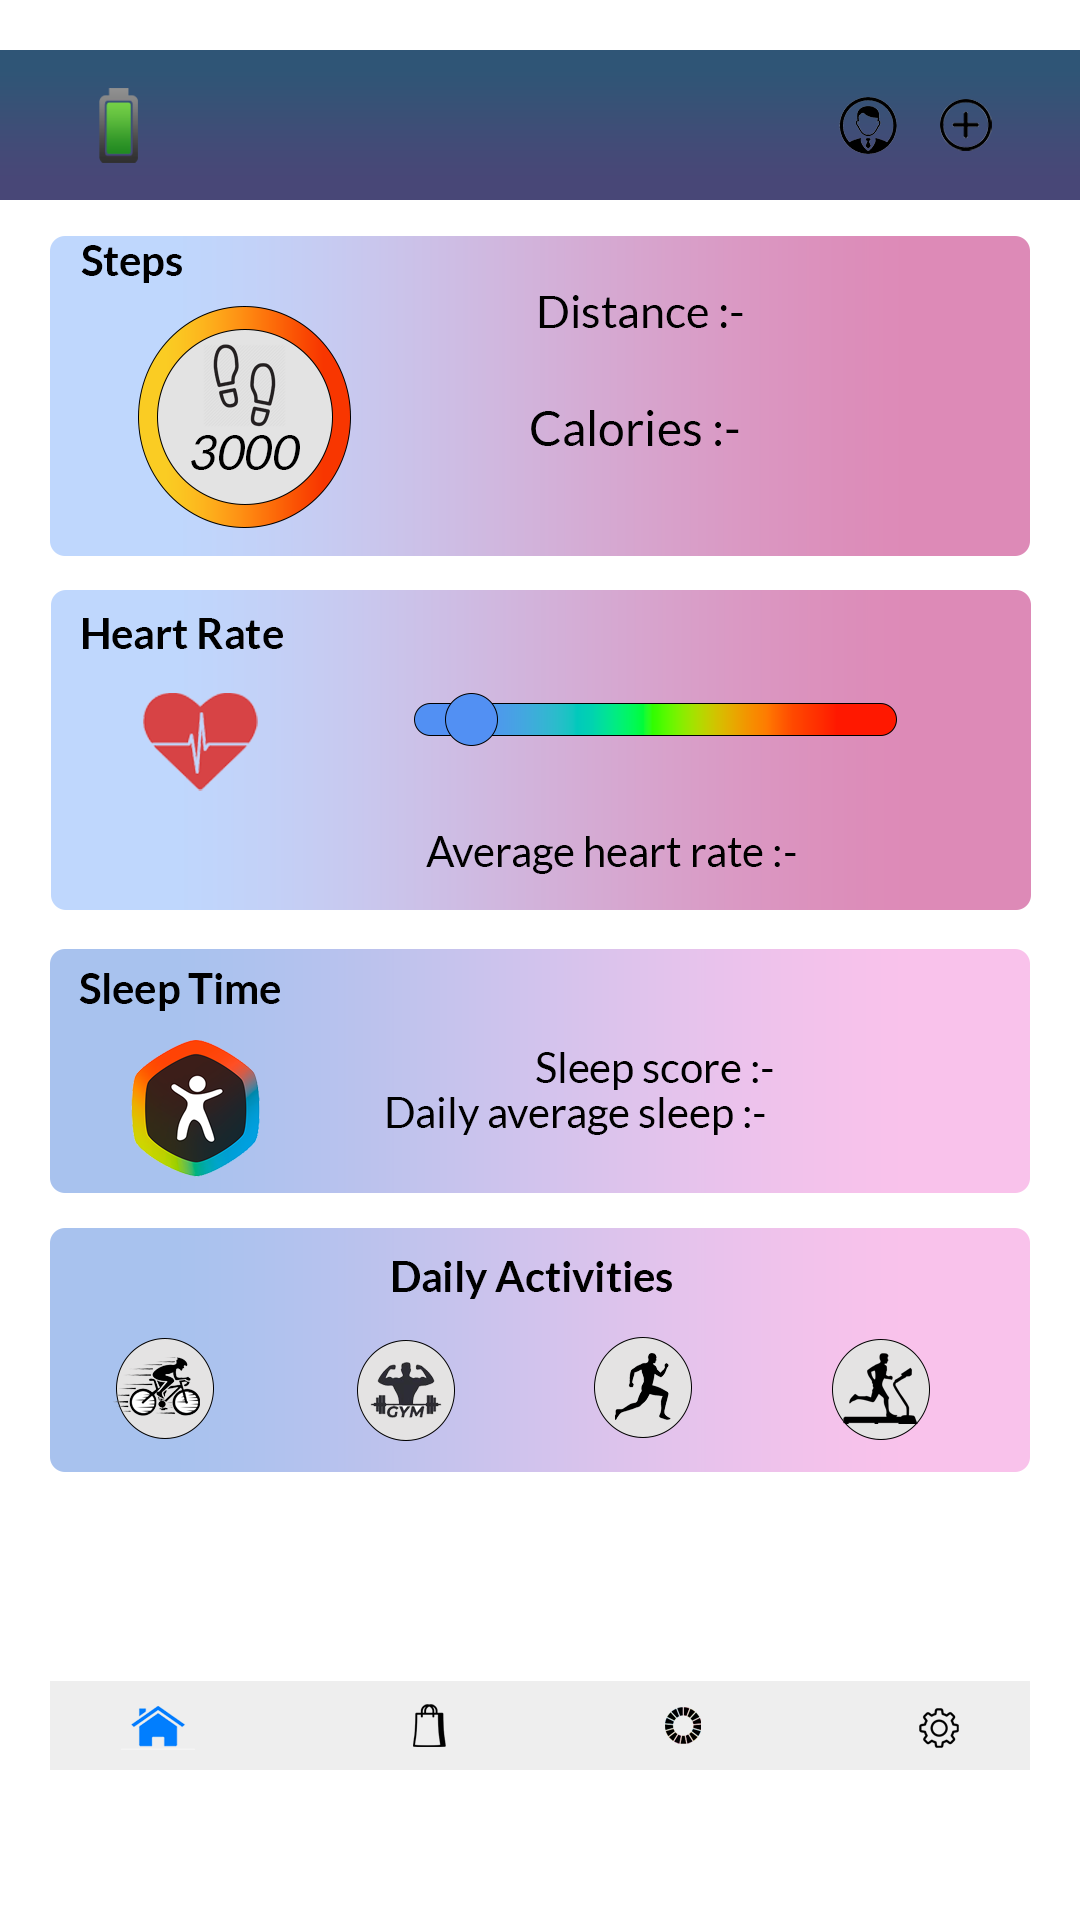 Steps
Distance :-
3000
Calories :-
Heart Rate
Average heart rate :-
Sleep Time
Sleep score :-
Daily average sleep :-
Daily Activities
GYM